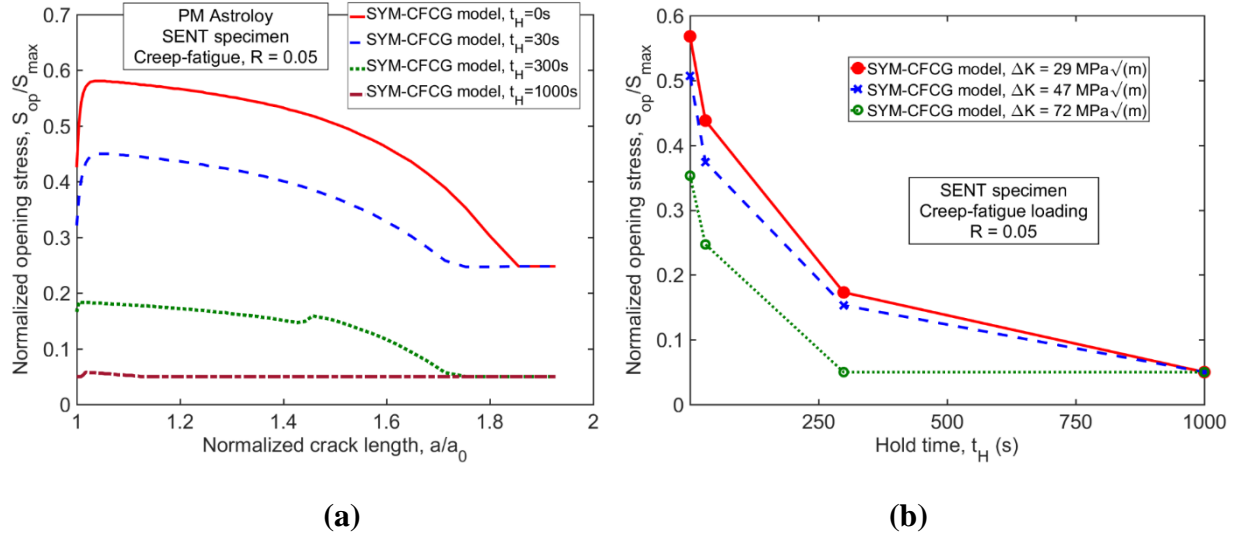 0.7
0.6
0.5
0.4
0.3
0.2
0.1
0
Normalized opening stress, S_op/S_max
PM Astroloy
SENT specimen
Creep-fatigue, R = 0.05
SYM-CFCG model, t_H=0s
SYM-CFCG model, t_H=30s
SYM-CFCG model, t_H=300s
SYM-CFCG model, t_H=1000s
1 1.2 1.4 1.6 1.8 2
Normalized crack length, a/a_0
(a)
0.6
0.5
0.4
0.3
0.2
0.1
0
Normalized opening stress, S_op/S_max
SYM-CFCG model, ΔK = 29 MPa√(m)
SYM-CFCG model, ΔK = 47 MPa√(m)
SYM-CFCG model, ΔK = 72 MPa√(m)
SENT specimen
Creep-fatigue loading
R = 0.05
250 500 750 1000
Hold time, t_H (s)
(b)